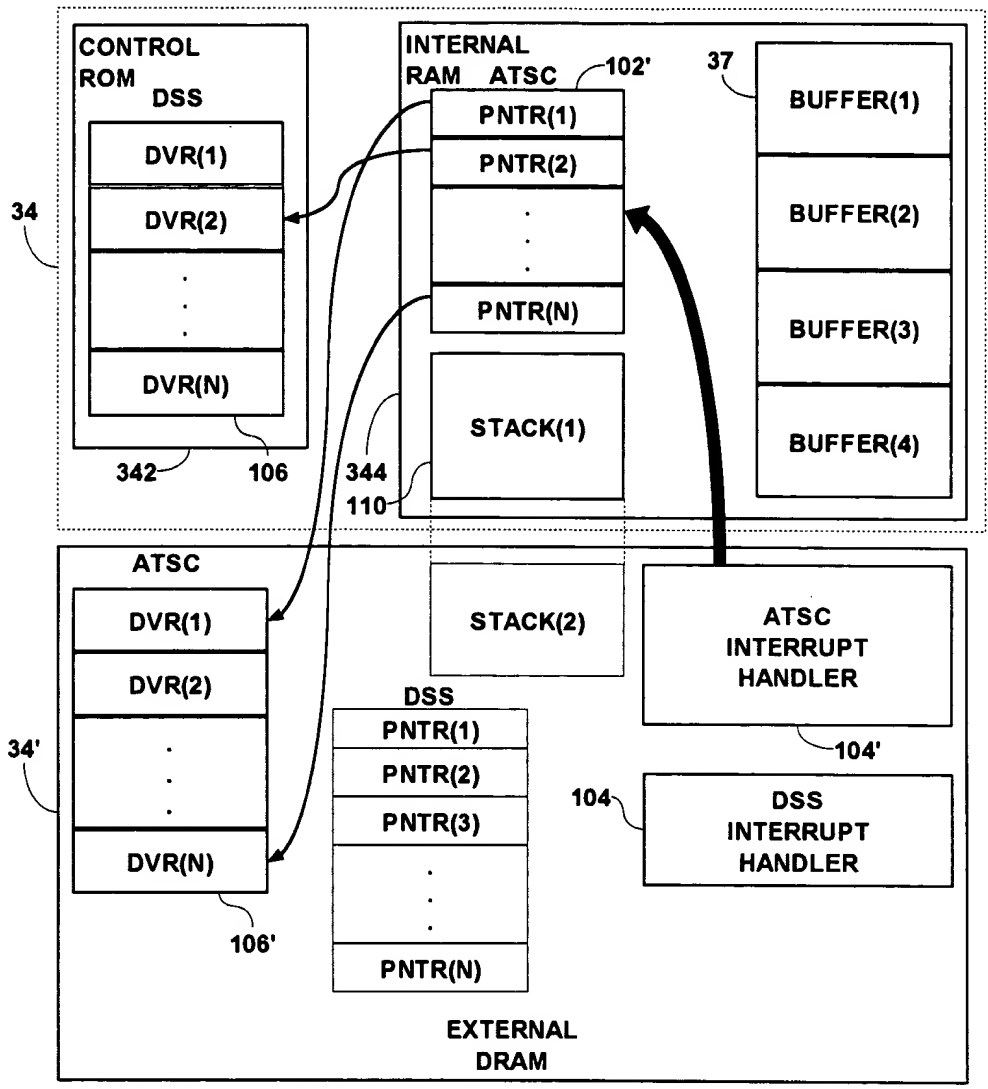 CONTROL
ROM
DSS
DVR(1)
DVR(2)
.
.
.
DVR(N)
34
342
106
INTERNAL
RAM ATSC
102'
PNTR(1)
PNTR(2)
.
.
.
PNTR(N)
STACK(1)
344
110
37
BUFFER(1)
BUFFER(2)
BUFFER(3)
BUFFER(4)
ATSC
DVR(1)
DVR(2)
.
.
.
DVR(N)
34'
106'
STACK(2)
DSS
PNTR(1)
PNTR(2)
PNTR(3)
.
.
.
PNTR(N)
ATSC
INTERRUPT
HANDLER
104'
104
DSS
INTERRUPT
HANDLER
EXTERNAL
DRAM